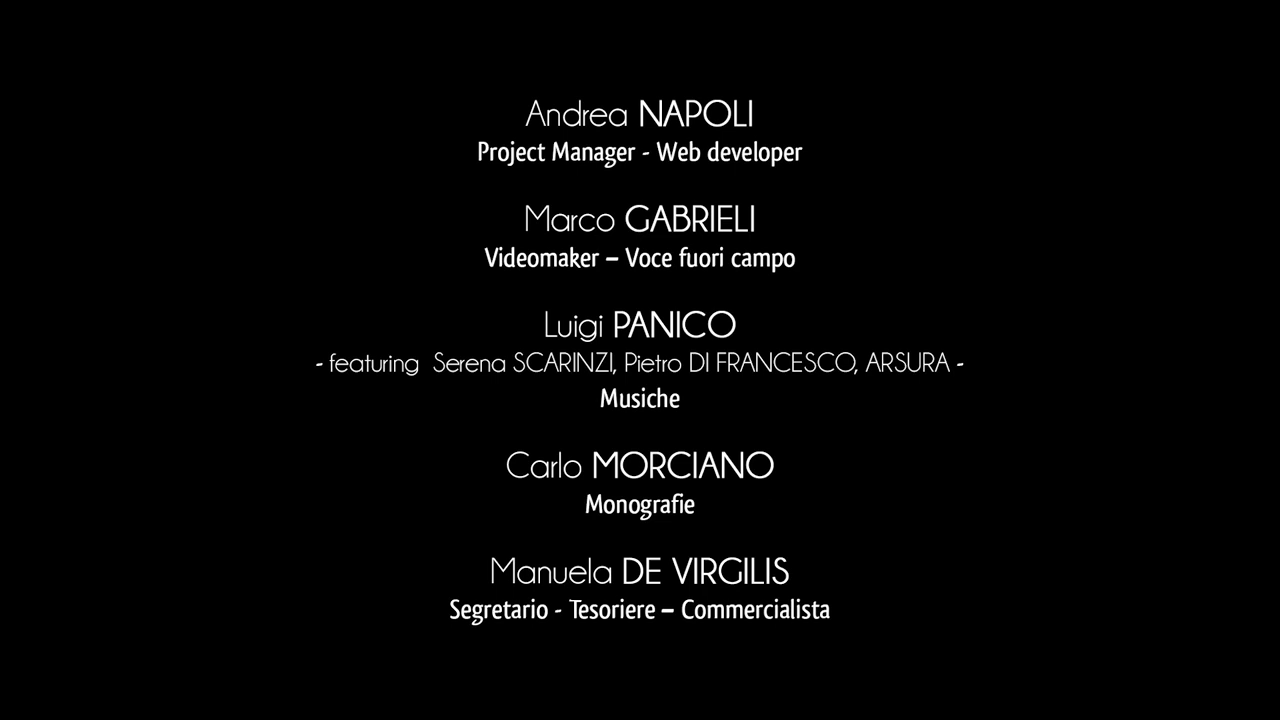 Andrea NAPOLI
Project Manager - Web developer
Marco GABRIELI
Videomaker – Voce fuori campo
Luigi PANICO
- featuring  Serena SCARINZI, Pietro DI FRANCESCO, ARSURA -
Musiche
Carlo MORCIANO
Monografie
Manuela DE VIRGILIS
Segretario - Tesoriere – Commercialista